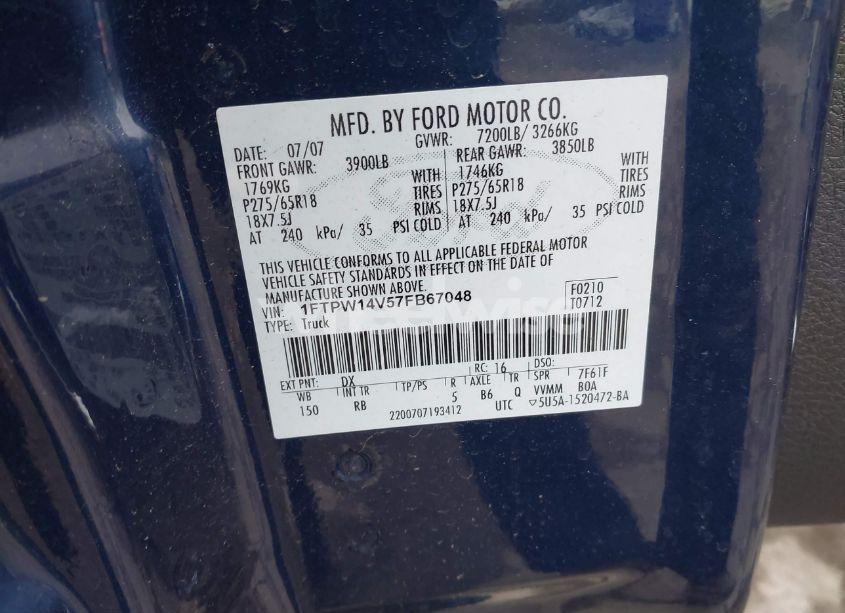 MFD. BY FORD MOTOR CO.
DATE: 07/07 GVWR: 7200LB/ 3266KG
FRONT GAWR: 3900LB REAR GAWR: 3850LB
1769KG WITH 1746KG WITH
P275/65R18 TIRES P275/65R18 TIRES
18X7.5J RIMS 18X7.5J RIMS
AT 240 kPa/ 35 PSI COLD AT 240 kPa/ 35 PSI COLD
THIS VEHICLE CONFORMS TO ALL APPLICABLE FEDERAL MOTOR
VEHICLE SAFETY STANDARDS IN EFFECT ON THE DATE OF
MANUFACTURE SHOWN ABOVE. F0210
VIN: 1FTPW14V57FB67048 T0712
TYPE: Truck
EXT PNT: DX RC: 16 DSO:
WB INT TR TP/PS R AXLE TR SPR 7F61F
150 RB 5 B6 Q VVMM BOA
2200707193412 UTC ▽5U5A-1520472-BA
Ford